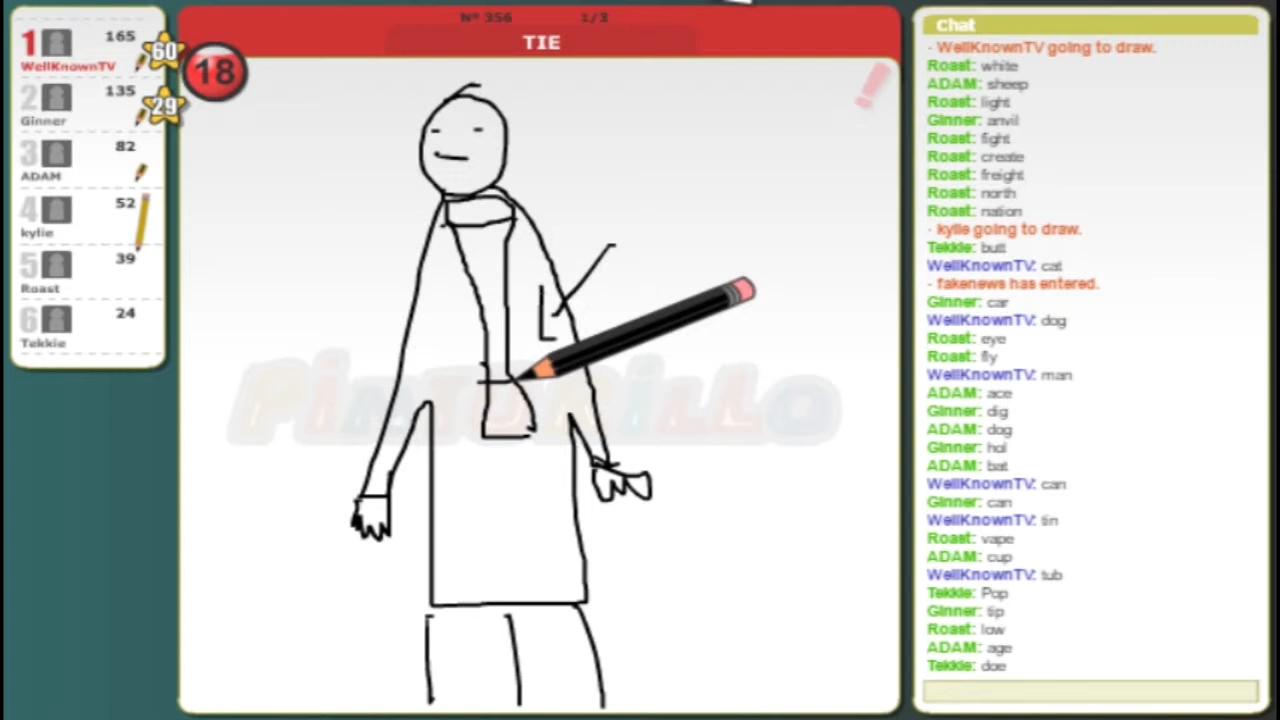 Nº 356 1/3
TIE
18
1 165 60
WellKnownTV
2 135 29
Ginner
3 82
ADAM
4 52
kylie
5 39
Roast
6 24
Tekkie
Chat
· WellKnownTV going to draw.
Roast: white
ADAM: sheep
Roast: light
Ginner: anvil
Roast: fight
Roast: create
Roast: freight
Roast: north
Roast: nation
· kylie going to draw.
Tekkie: butt
WellKnownTV: cat
· fakenews has entered.
Ginner: car
WellKnownTV: dog
Roast: eye
Roast: fly
WellKnownTV: man
ADAM: ace
Ginner: dig
ADAM: dog
Ginner: hol
ADAM: bat
WellKnownTV: can
Ginner: can
WellKnownTV: tin
Roast: vape
ADAM: cup
WellKnownTV: tub
Tekkie: Pop
Ginner: tip
Roast: low
ADAM: age
Tekkie: doe